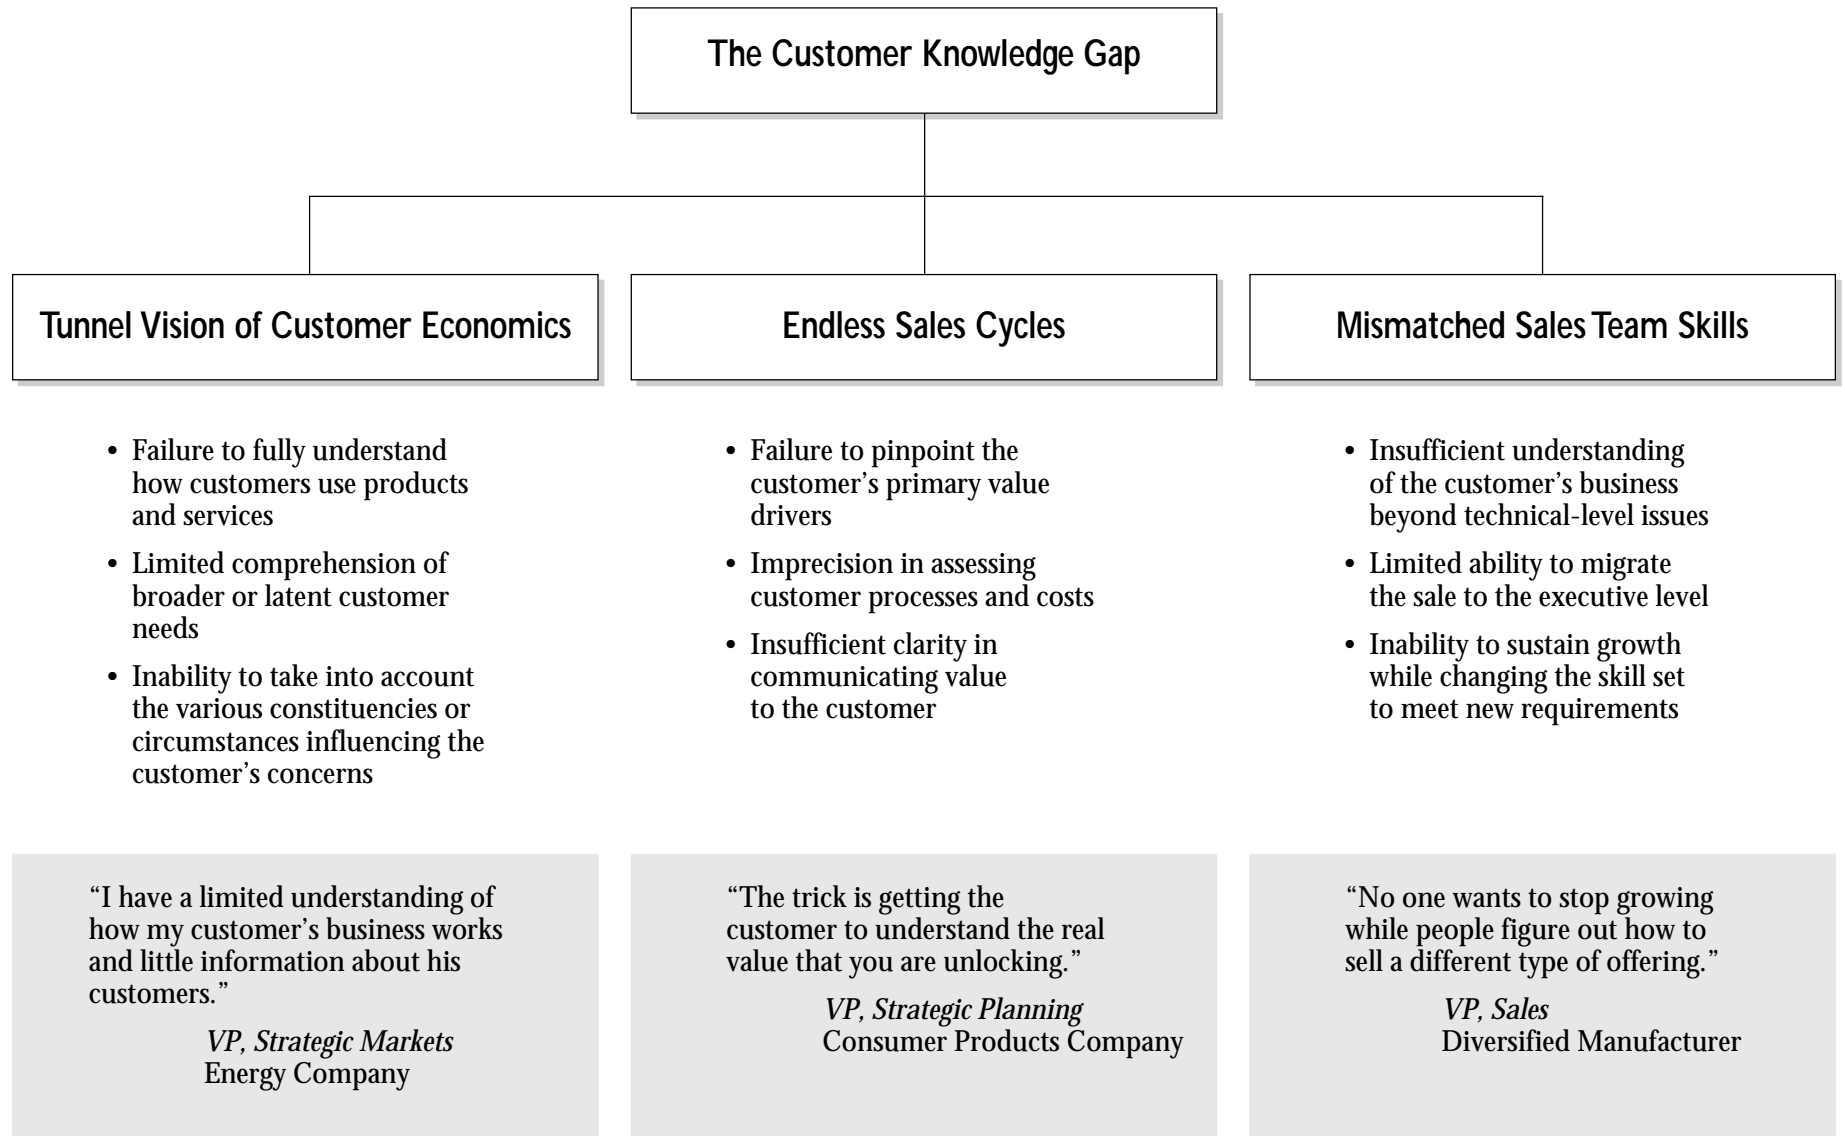 The Customer Knowledge Gap
Tunnel Vision of Customer Economics
• Failure to fully understand
how customers use products
and services
• Limited comprehension of
broader or latent customer
needs
• Inability to take into account
the various constituencies or
circumstances influencing the
customer’s concerns
“I have a limited understanding of
how my customer’s business works
and little information about his
customers.”
VP, Strategic Markets
Energy Company
Endless Sales Cycles
• Failure to pinpoint the
customer’s primary value
drivers
• Imprecision in assessing
customer processes and costs
• Insufficient clarity in
communicating value
to the customer
“The trick is getting the
customer to understand the real
value that you are unlocking.”
VP, Strategic Planning
Consumer Products Company
Mismatched Sales Team Skills
• Insufficient understanding
of the customer’s business
beyond technical-level issues
• Limited ability to migrate
the sale to the executive level
• Inability to sustain growth
while changing the skill set
to meet new requirements
“No one wants to stop growing
while people figure out how to
sell a different type of offering.”
VP, Sales
Diversified Manufacturer